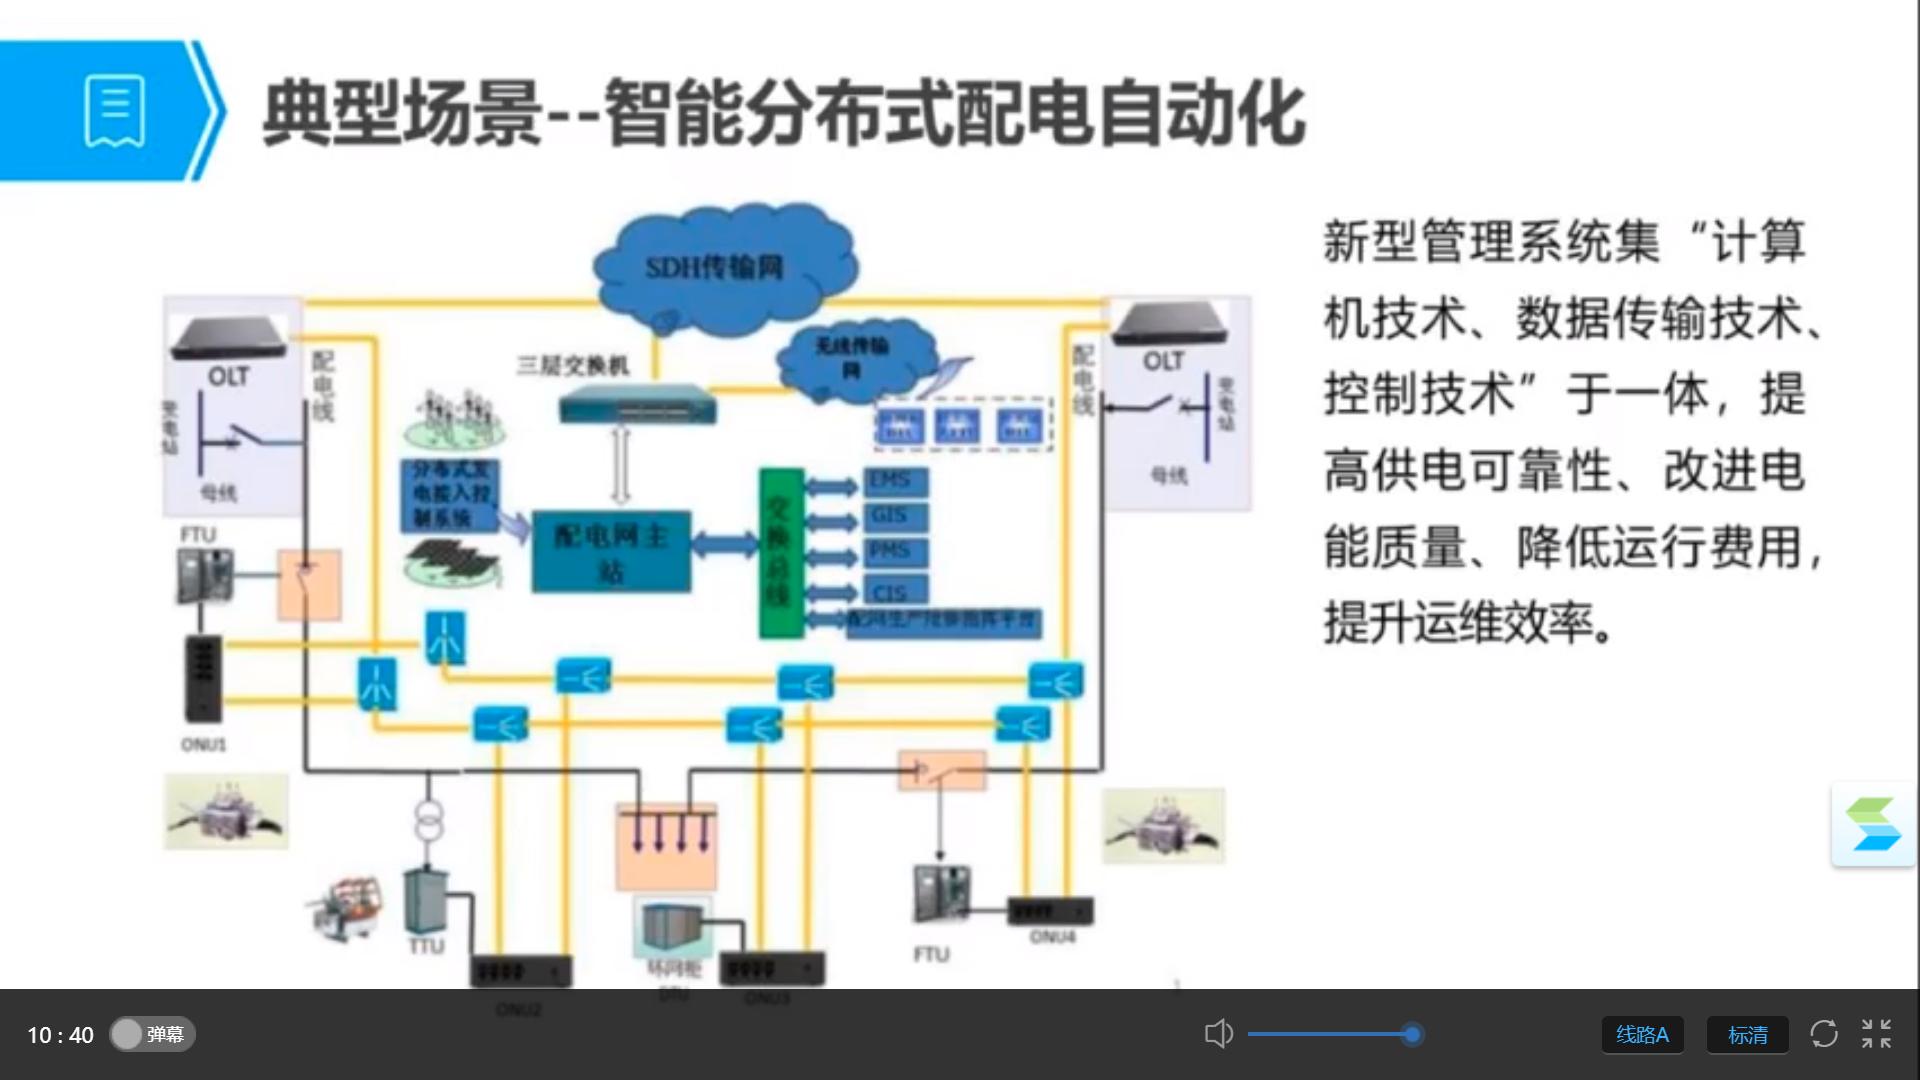 典型场景--智能分布式配电自动化
新型管理系统集“计算
机技术、数据传输技术、
控制技术”于一体，提
高供电可靠性、改进电
能质量、降低运行费用，
提升运维效率。
SDH传输网
无线传输
网
三层交换机
OLT
配电线
变电站
母线
OLT
配电线
变电站
母线
分布式发
电接入控
制系统
配电网主
站
交换总线
EMS
GIS
PMS
CIS
FTU
ONU1
TTU
ONU2
环网柜
DTU
ONU3
FTU
ONU4
10 : 40
弹幕
线路A
标清